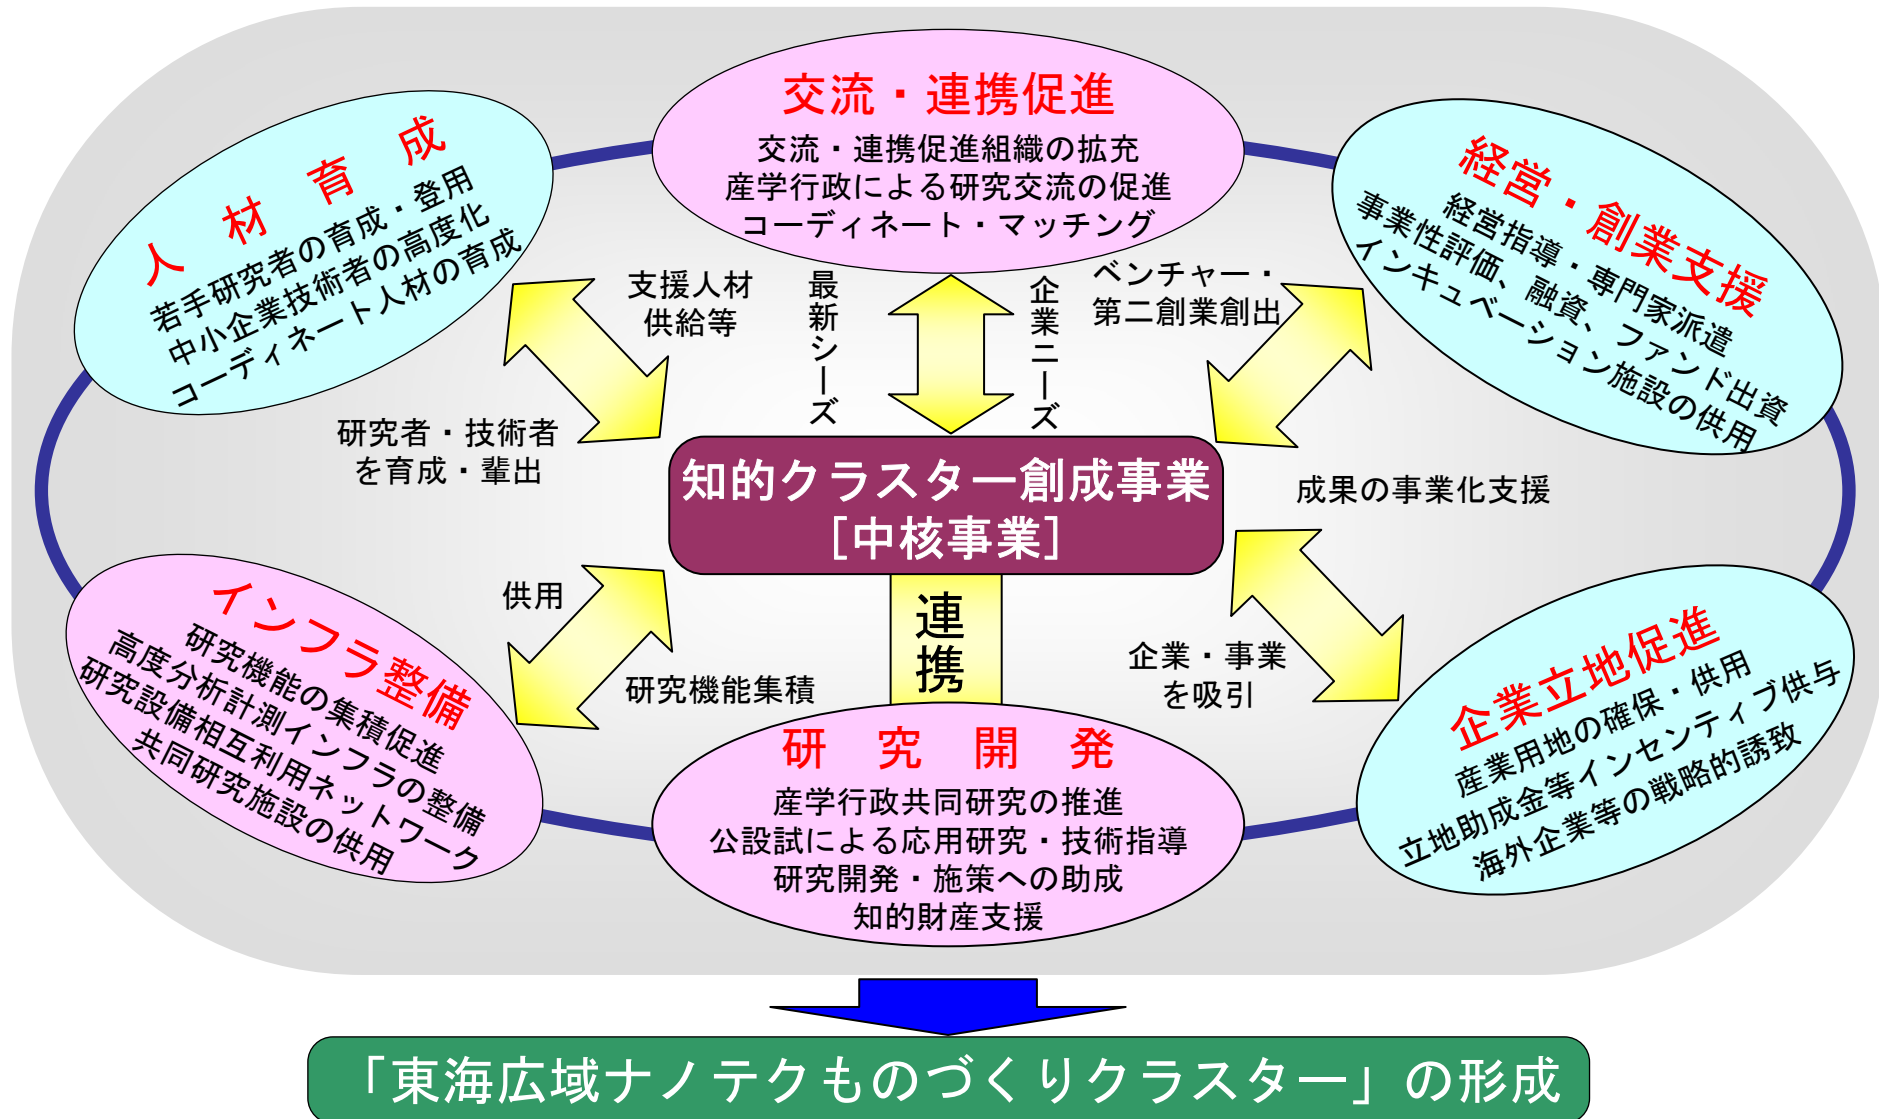 交流・連携促進
交流・連携促進組織の拡充
産学行政による研究交流の促進
コーディネート・マッチング
人 材 育 成
若手研究者の育成・登用
中小企業技術者の高度化
コーディネート人材の育成
経営・創業支援
経営指導・専門家派遣
事業性評価、融資、ファンド出資
インキュベーション施設の供用
支援人材
供給等
最新シーズ
企業ニーズ
ベンチャー・
第二創業創出
研究者・技術者
を育成・輩出
知的クラスター創成事業
[中核事業]
成果の事業化支援
供用
研究機能集積
連携
企業・事業
を吸引
インフラ整備
研究機能の集積促進
高度分析計測インフラの整備
研究設備相互利用ネットワーク
共同研究施設の供用
研 究 開 発
産学行政共同研究の推進
公設試による応用研究・技術指導
研究開発・施策への助成
知的財産支援
企業立地促進
産業用地の確保・供用
立地助成金等インセンティブ供与
海外企業等の戦略的誘致
「東海広域ナノテクものづくりクラスター」の形成